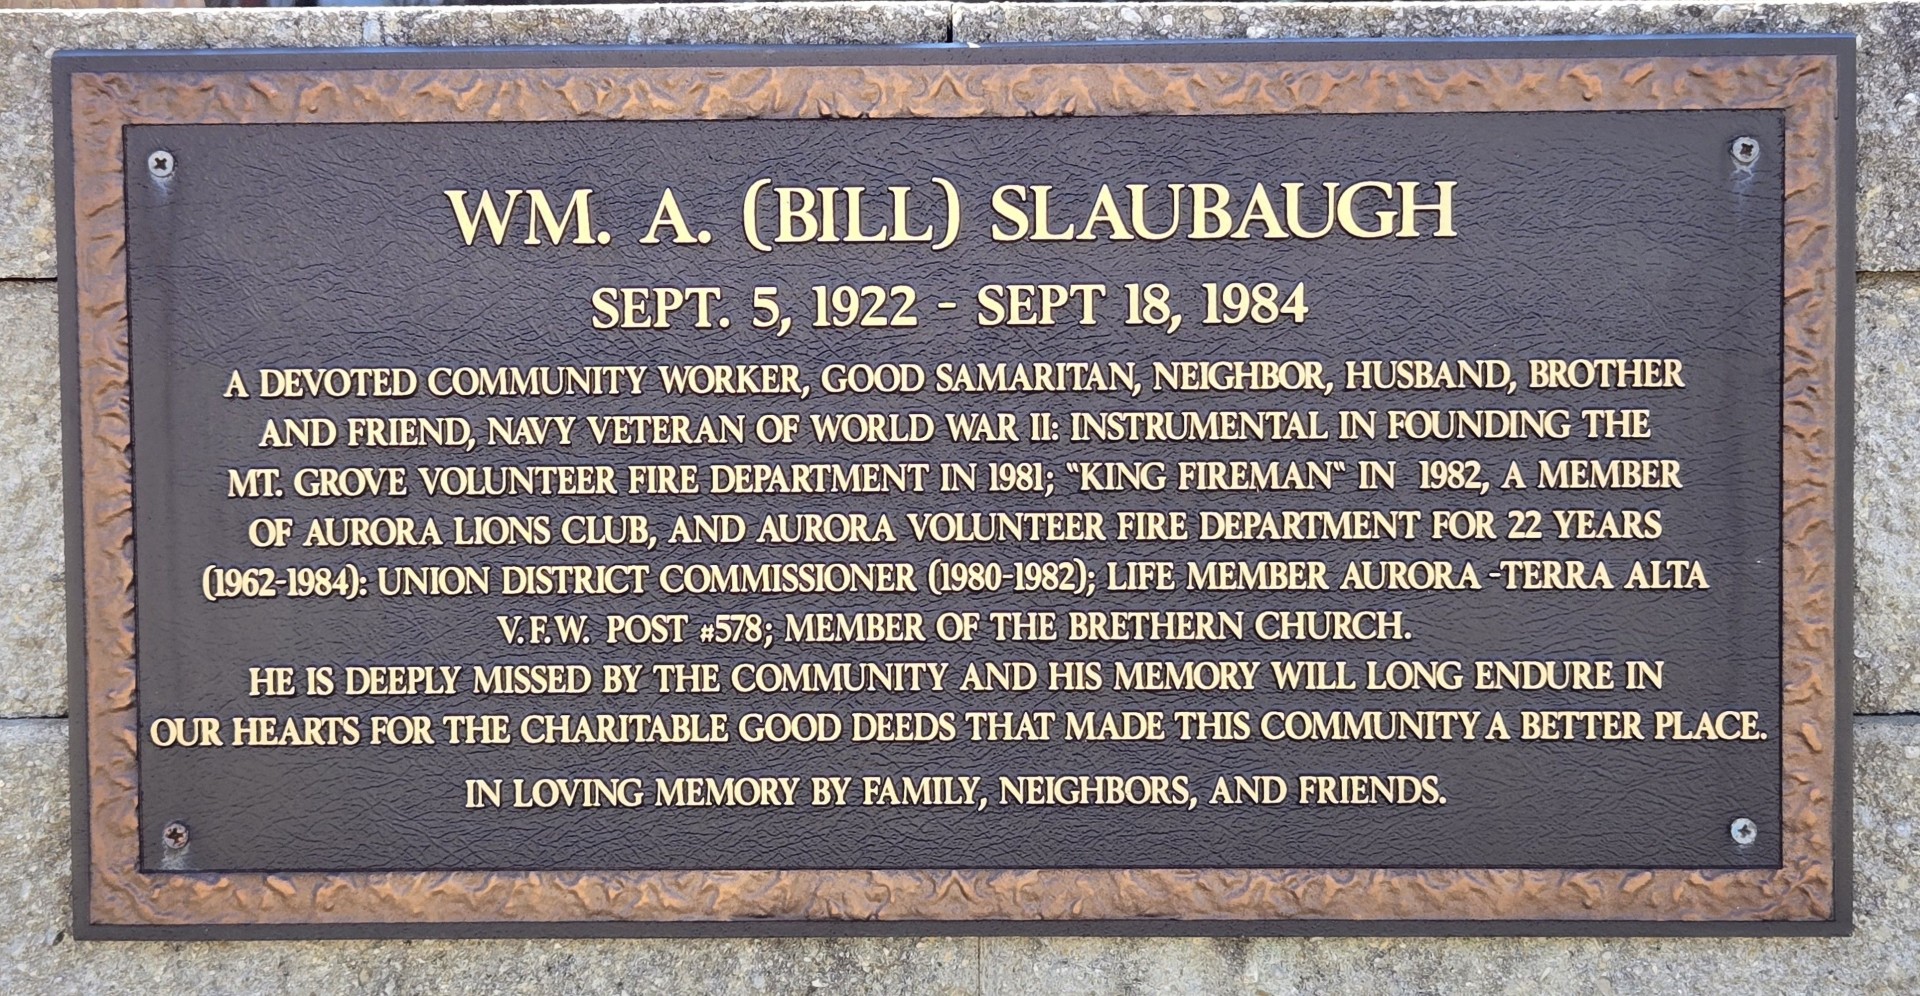 WM. A. (BILL) SLAUBAUGH
SEPT. 5, 1922 - SEPT 18, 1984
A DEVOTED COMMUNITY WORKER, GOOD SAMARITAN, NEIGHBOR, HUSBAND, BROTHER
AND FRIEND, NAVY VETERAN OF WORLD WAR II: INSTRUMENTAL IN FOUNDING THE
MT. GROVE VOLUNTEER FIRE DEPARTMENT IN 1981; “KING FIREMAN“ IN 1982, A MEMBER
OF AURORA LIONS CLUB, AND AURORA VOLUNTEER FIRE DEPARTMENT FOR 22 YEARS
(1962-1984): UNION DISTRICT COMMISSIONER (1980-1982); LIFE MEMBER AURORA -TERRA ALTA
V.F.W. POST #578; MEMBER OF THE BRETHERN CHURCH.
HE IS DEEPLY MISSED BY THE COMMUNITY AND HIS MEMORY WILL LONG ENDURE IN
OUR HEARTS FOR THE CHARITABLE GOOD DEEDS THAT MADE THIS COMMUNITY A BETTER PLACE.
IN LOVING MEMORY BY FAMILY, NEIGHBORS, AND FRIENDS.